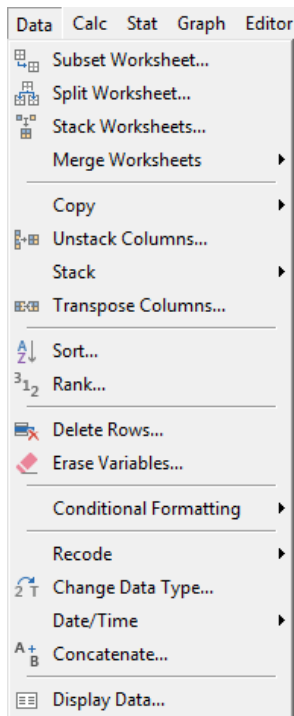 Data Calc Stat Graph Editor
Subset Worksheet...
Split Worksheet...
Stack Worksheets...
Merge Worksheets
Copy
Unstack Columns...
Stack
Transpose Columns...
Sort...
Rank...
Delete Rows...
Erase Variables...
Conditional Formatting
Recode
Change Data Type...
Date/Time
Concatenate...
Display Data...